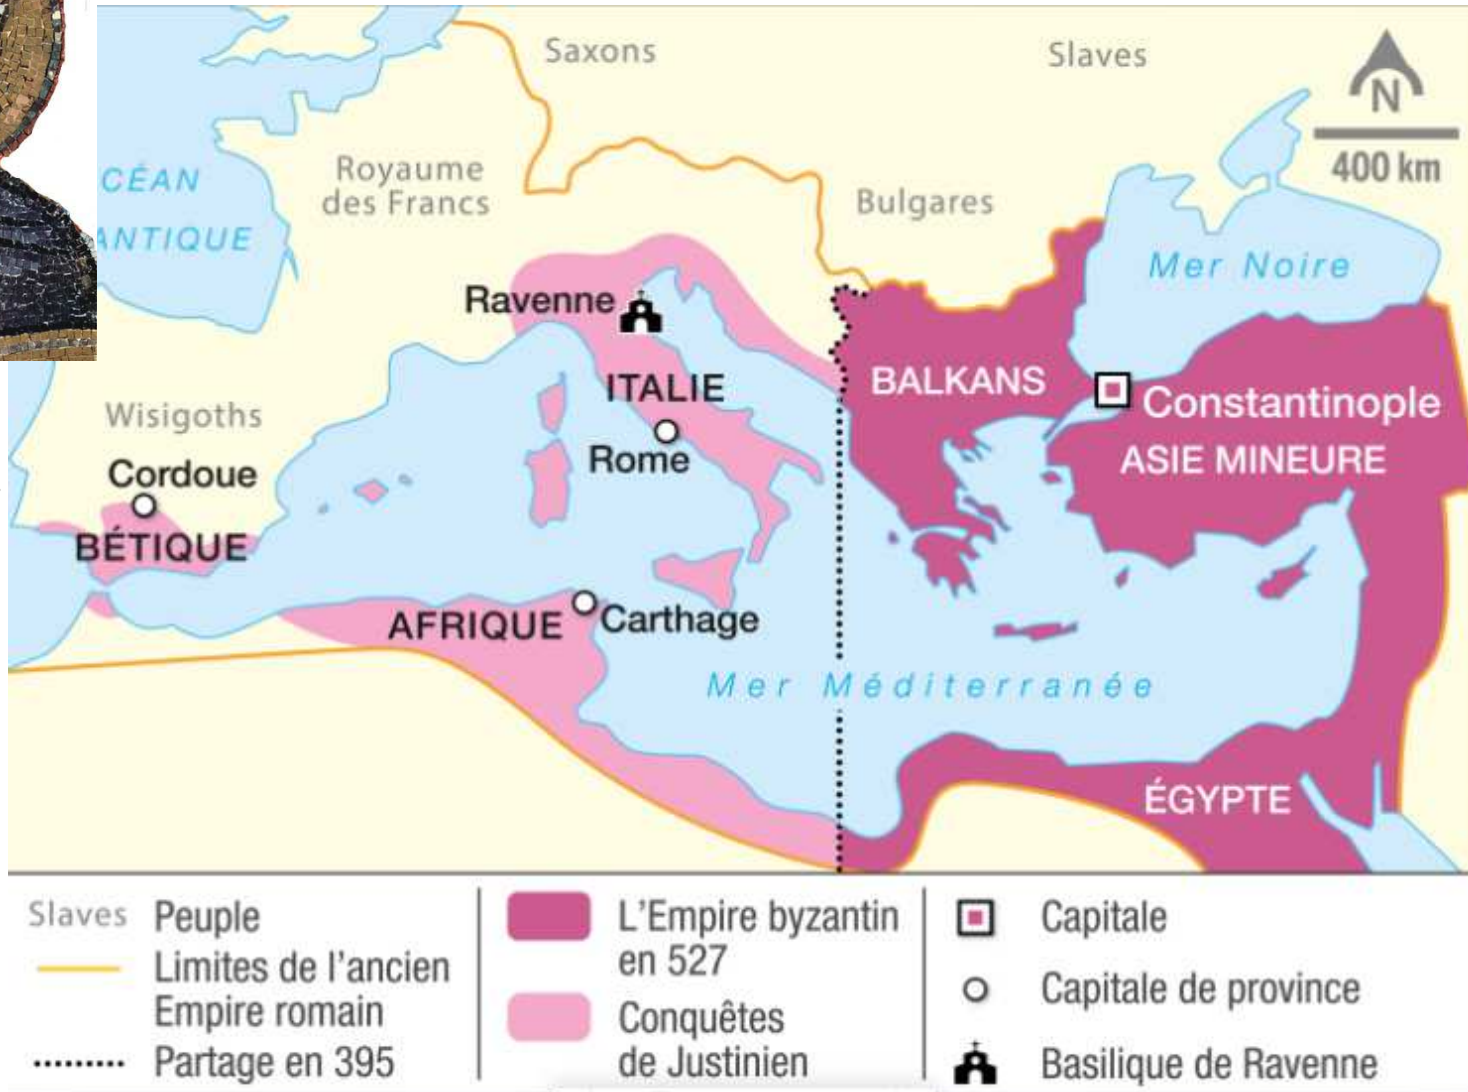 Saxons
Slaves
N
400 km
Royaume
des Francs
CÉAN
ANTIQUE
Bulgares
Mer Noire
Ravenne
ITALIE
BALKANS
Constantinople
Wisigoths
Rome
ASIE MINEURE
Cordoue
BÉTIQUE
AFRIQUE
Carthage
Mer Méditerranée
ÉGYPTE
Slaves Peuple
Limites de l'ancien
Empire romain
Partage en 395
L'Empire byzantin
en 527
Conquêtes
de Justinien
Capitale
Capitale de province
Basilique de Ravenne